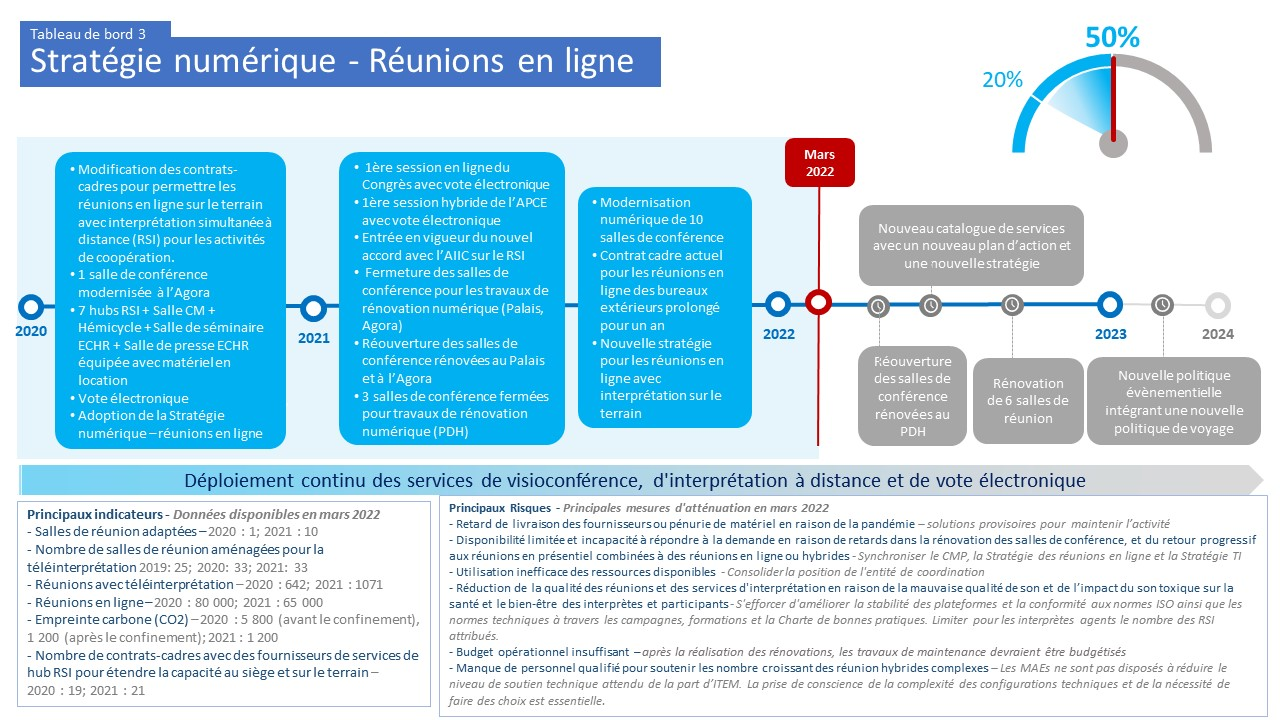 Tableau de bord 3
Stratégie numérique - Réunions en ligne
50%
20%
Mars
2022
• Modification des contrats-
cadres pour permettre les
réunions en ligne sur le terrain
avec interprétation simultanée à
distance (RSI) pour les activités
de coopération.
• 1 salle de conférence
modernisée à l'Agora
• 7 hubs RSI + Salle CM +
Hémicycle + Salle de séminaire
ECHR + Salle de presse ECHR
équipée avec matériel en
location
• Vote électronique
• Adoption de la Stratégie
numérique – réunions en ligne
• 1ère session en ligne du
Congrès avec vote électronique
• 1ère session hybride de l'APCE
avec vote électronique
• Entrée en vigueur du nouvel
accord avec l'AIIC sur le RSI
• Fermeture des salles de
conférence pour les travaux de
rénovation numérique (Palais,
Agora)
• Réouverture des salles de
conférence rénovées au Palais
et à l'Agora
• 3 salles de conférence fermées
pour travaux de rénovation
numérique (PDH)
• Modernisation
numérique de 10
salles de conférence
• Contrat cadre actuel
pour les réunions en
ligne des bureaux
extérieurs prolongé
pour un an
• Nouvelle stratégie
pour les réunions en
ligne avec
interprétation sur le
terrain
Nouveau catalogue de services
avec un nouveau plan d'action et
une nouvelle stratégie
2020
2021
2022
2023
2024
Réouverture
des salles de
conférence
rénovées au
PDH
Rénovation
de 6 salles de
réunion
Nouvelle politique
évènementielle
intégrant une nouvelle
politique de voyage
Déploiement continu des services de visioconférence, d'interprétation à distance et de vote électronique
Principaux indicateurs - Données disponibles en mars 2022
- Salles de réunion adaptées – 2020 : 1; 2021 : 10
- Nombre de salles de réunion aménagées pour la
téléinterprétation 2019: 25; 2020: 33; 2021: 33
- Réunions avec téléinterprétation – 2020 : 642; 2021 : 1071
- Réunions en ligne – 2020 : 80 000; 2021 : 65 000
- Empreinte carbone (CO2) – 2020 : 5 800 (avant le confinement),
1 200 (après le confinement); 2021 : 1 200
- Nombre de contrats-cadres avec des fournisseurs de services de
hub RSI pour étendre la capacité au siège et sur le terrain –
2020 : 19; 2021 : 21
Principaux Risques - Principales mesures d'atténuation en mars 2022
- Retard de livraison des fournisseurs ou pénurie de matériel en raison de la pandémie – solutions provisoires pour maintenir l'activité
- Disponibilité limitée et incapacité à répondre à la demande en raison de retards dans la rénovation des salles de conférence, et du retour progressif
aux réunions en présentiel combinées à des réunions en ligne ou hybrides - Synchroniser le CMP, la Stratégie des réunions en ligne et la Stratégie TI
- Utilisation inefficace des ressources disponibles - Consolider la position de l'entité de coordination
- Réduction de la qualité des réunions et des services d'interprétation en raison de la mauvaise qualité de son et de l'impact du son toxique sur la
santé et le bien-être des interprètes et participants - S'efforcer d'améliorer la stabilité des plateformes et la conformité aux normes ISO ainsi que les
normes techniques à travers les campagnes, formations et la Charte de bonnes pratiques. Limiter pour les interprètes agents le nombre des RSI
attribués.
- Budget opérationnel insuffisant – après la réalisation des rénovations, les travaux de maintenance devraient être budgétisés
- Manque de personnel qualifié pour soutenir les nombre croissant des réunion hybrides complexes – Les MAEs ne sont pas disposés à réduire le
niveau de soutien technique attendu de la part d'ITEM. La prise de conscience de la complexité des configurations techniques et de la nécessité de
faire des choix est essentielle.